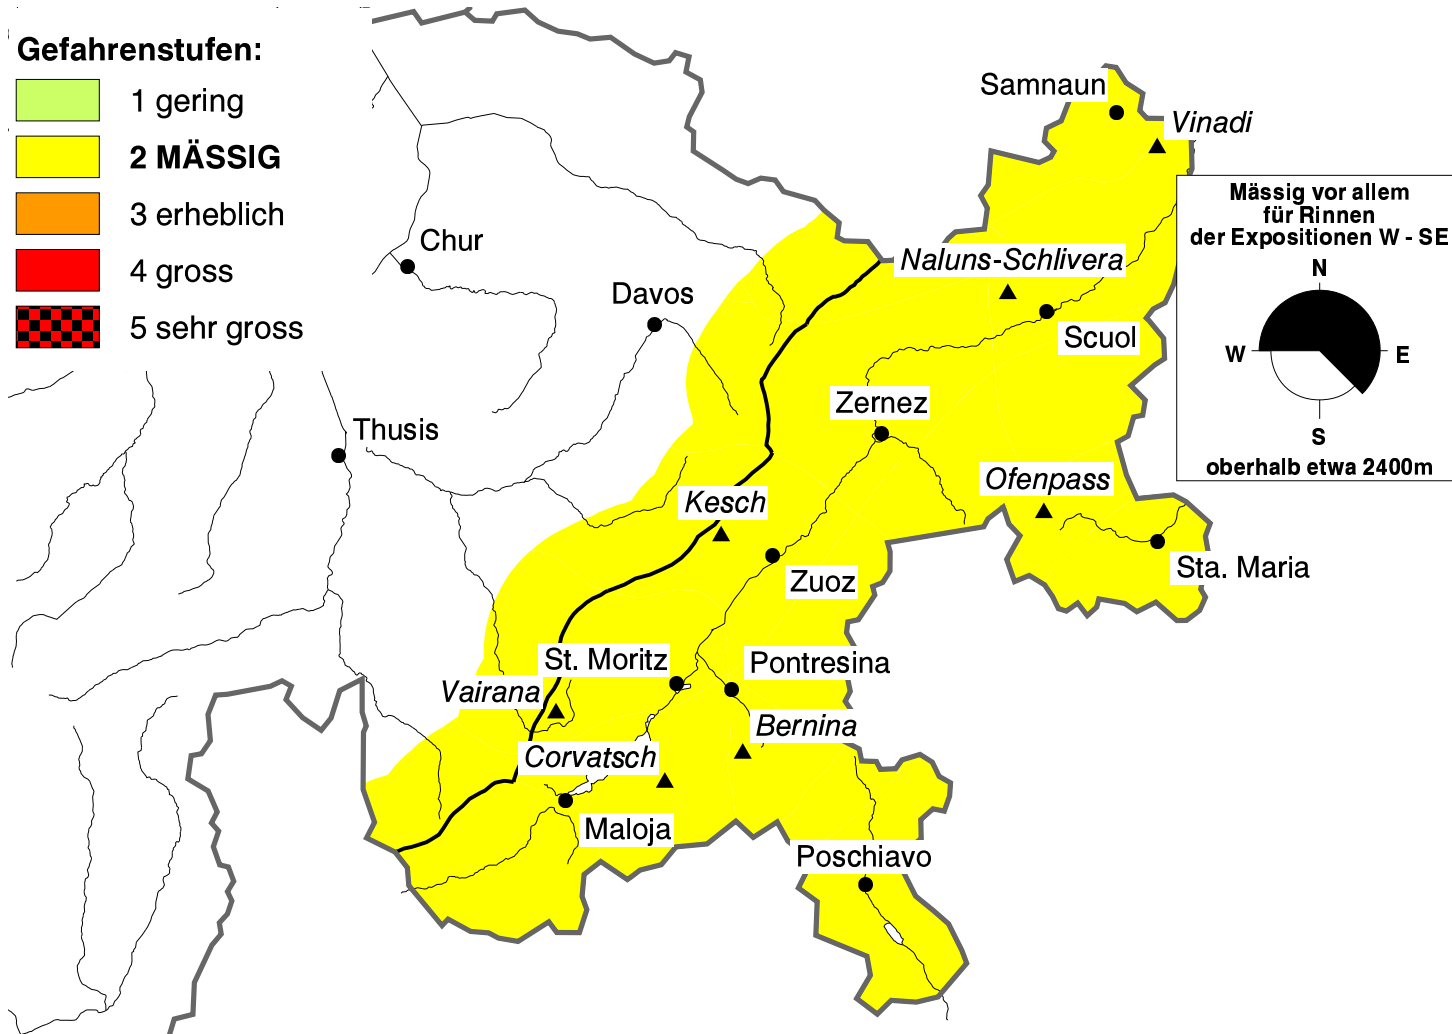 Gefahrenstufen:
1 gering
2 MÄSSIG
3 erheblich
4 gross
5 sehr gross
Samnaun
Vinadi
Mässig vor allem
für Rinnen
der Expositionen W - SE
N
W
E
S
oberhalb etwa 2400m
Chur
Naluns-Schlivera
Davos
Scuol
Zernez
Thusis
Ofenpass
Kesch
Sta. Maria
Zuoz
St. Moritz
Pontresina
Vairana
Bernina
Corvatsch
Maloja
Poschiavo